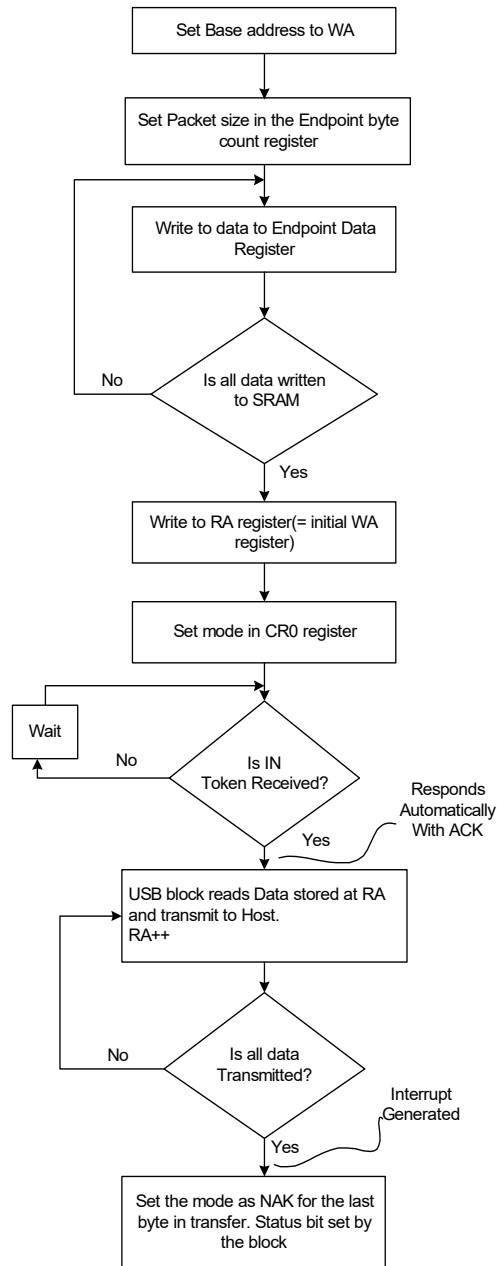 Set Base address to WA
Set Packet size in the Endpoint byte
count register
Write to data to Endpoint Data
Register
No
Is all data written
to SRAM
Yes
Write to RA register(= initial WA
register)
Set mode in CR0 register
Wait
No
Is IN
Token Received?
Yes
Responds
Automatically
With ACK
USB block reads Data stored at RA
and transmit to Host.
RA++
No
Is all data
Transmitted?
Yes
Interrupt
Generated
Set the mode as NAK for the last
byte in transfer. Status bit set by
the block